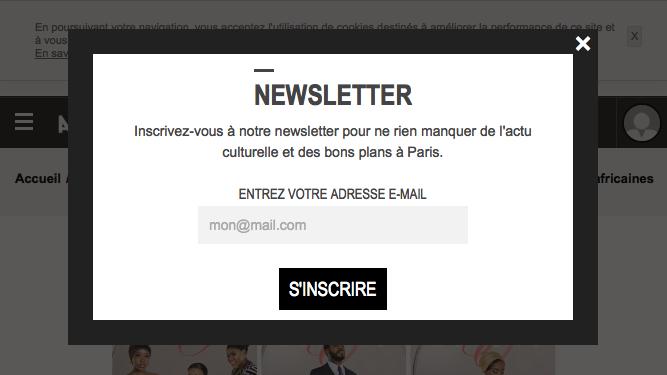 En poursuivant votre navigation, vous acceptez l'utilisation de cookies destinés à améliorer la performance de ce site et
à vous
En sav
X
×
NEWSLETTER
Inscrivez-vous à notre newsletter pour ne rien manquer de l'actu
culturelle et des bons plans à Paris.
Accueil
africaines
ENTREZ VOTRE ADRESSE E-MAIL
mon@mail.com
S'INSCRIRE